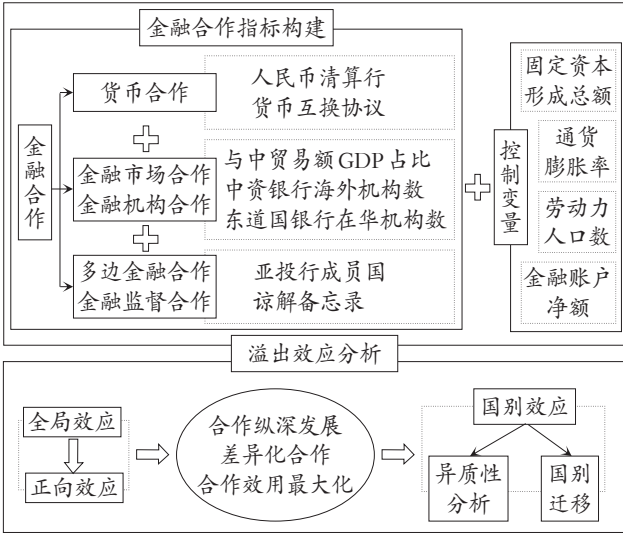 金融合作指标构建
金融合作
货币合作
人民币清算行
货币互换协议
金融市场合作
金融机构合作
与中贸易额GDP占比
中资银行海外机构数
东道国银行在华机构数
多边金融合作
金融监督合作
亚投行成员国
谅解备忘录
控制变量
固定资本
形成总额
通货
膨胀率
劳动力
人口数
金融账户
净额
溢出效应分析
全局效应
正向效应
合作纵深发展
差异化合作
合作效用最大化
国别效应
异质性
分析
国别
迁移